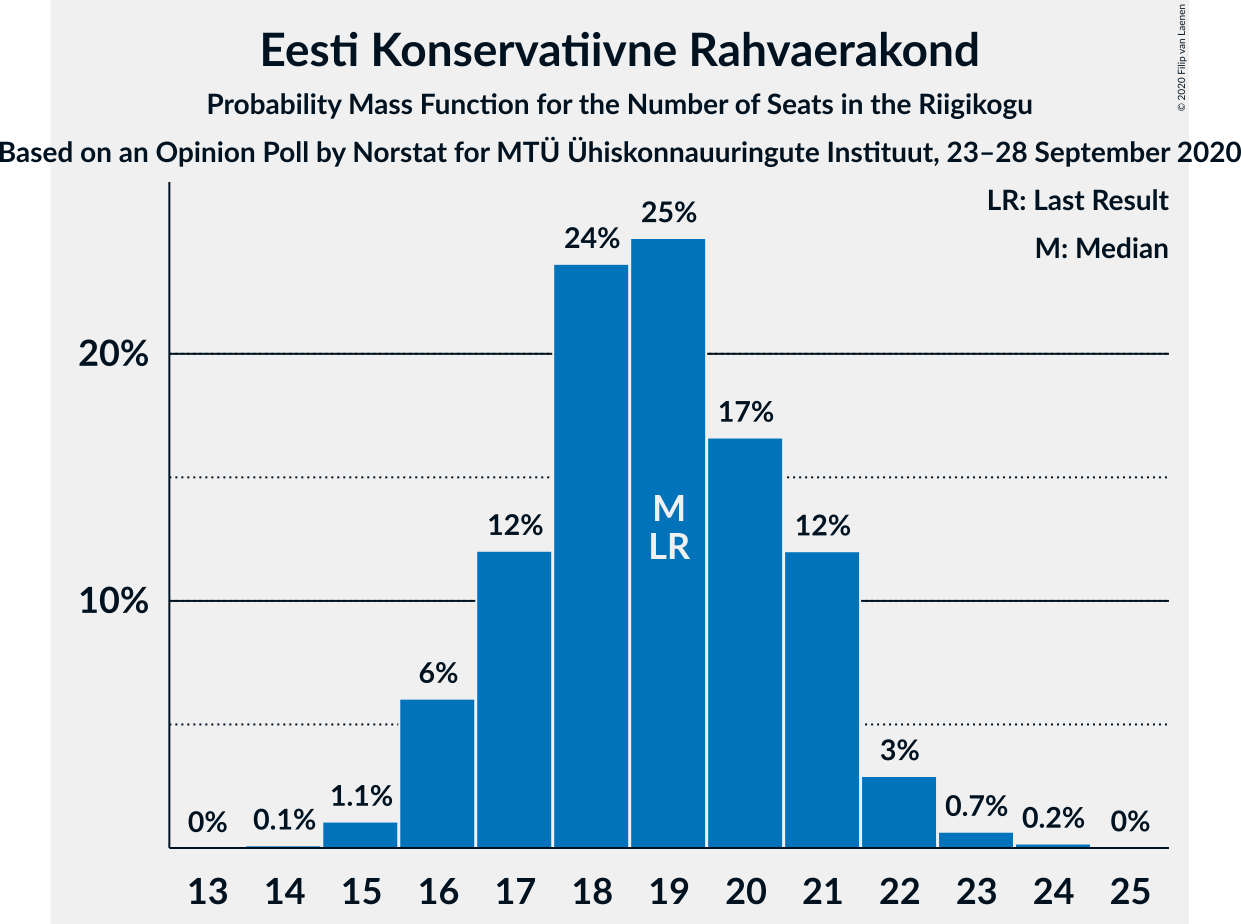 Eesti Konservatiivne Rahvaerakond
Probability Mass Function for the Number of Seats in the Riigikogu
Based on an Opinion Poll by Norstat for MTÜ Ühiskonnauuringute Instituut, 23–28 September 2020
© 2020 Filip van Laenen
LR: Last Result
M: Median
20%
10%
0%
0.1%
1.1%
6%
12%
24%
25%
17%
12%
3%
0.7%
0.2%
0%
M
LR
13 14 15 16 17 18 19 20 21 22 23 24 25